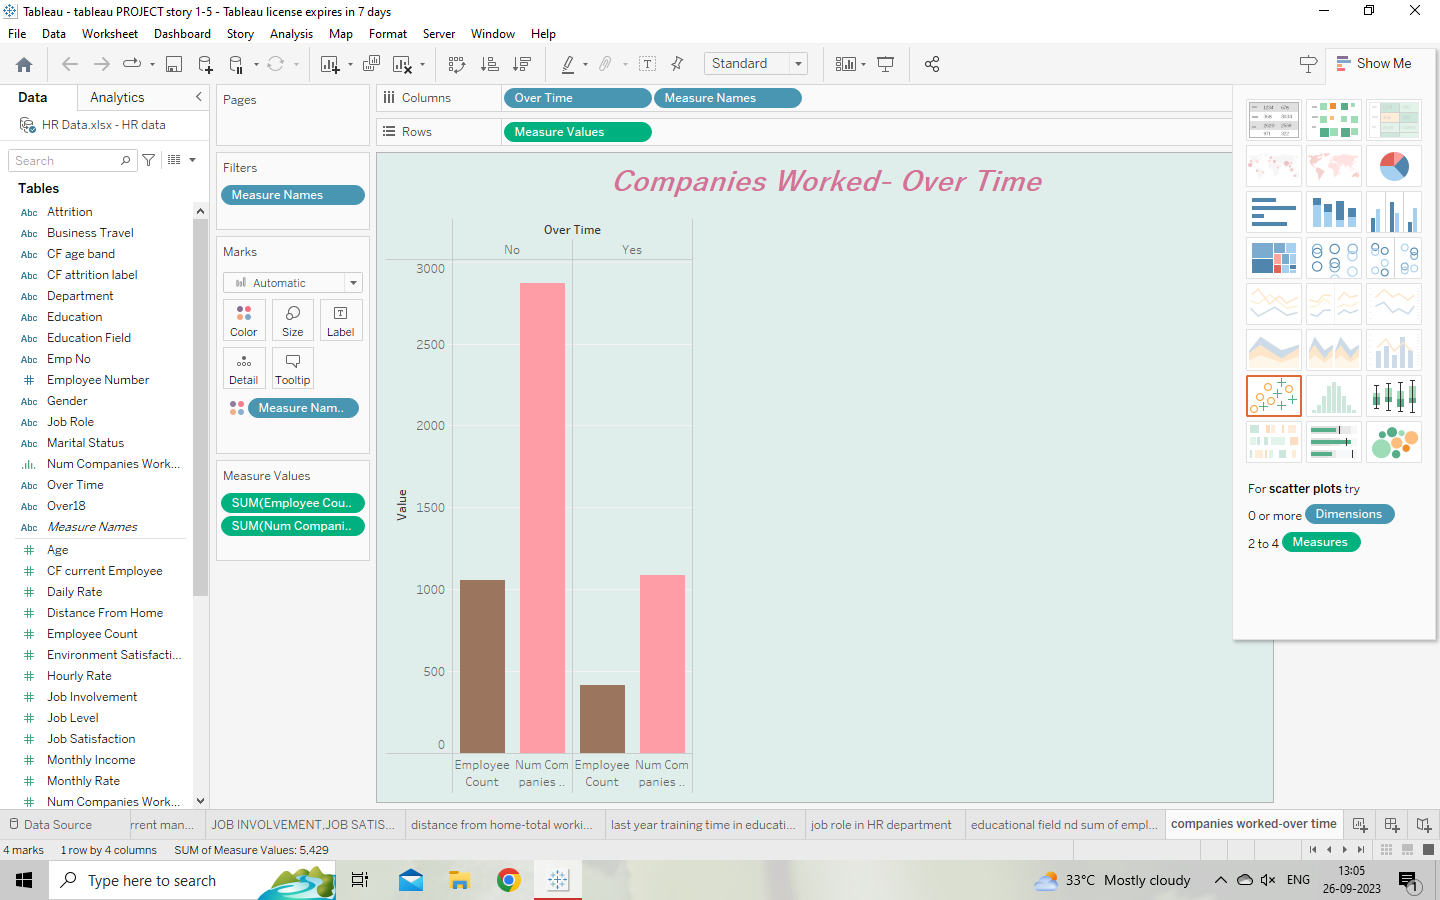 Tableau - tableau PROJECT story 1-5 - Tableau license expires in 7 days
File Data Worksheet Dashboard Story Analysis Map Format Server Window Help
Standard
Show Me
Data Analytics
HR Data.xlsx - HR data
Search
Tables
Abc Attrition
Abc Business Travel
Abc CF age band
Abc CF attrition label
Abc Department
Abc Education
Abc Education Field
Abc Emp No
# Employee Number
Abc Gender
Abc Job Role
Abc Marital Status
Num Companies Work...
Abc Over Time
Abc Over18
Abc Measure Names
# Age
# CF current Employee
# Daily Rate
# Distance From Home
# Employee Count
# Environment Satisfacti...
# Hourly Rate
# Job Involvement
# Job Level
# Job Satisfaction
# Monthly Income
# Monthly Rate
# Num Companies Work...
Pages
Filters
Measure Names
Marks
Automatic
Color Size Label
Detail Tooltip
Measure Nam..
Measure Values
SUM(Employee Cou..
SUM(Num Compani..
Columns Over Time Measure Names
Rows Measure Values
Companies Worked- Over Time
Over Time
No Yes
3000
2500
2000
1500
1000
500
0
Value
Employee Count
Num Com panies ..
Employee Count
Num Com panies ..
For scatter plots try
0 or more Dimensions
2 to 4 Measures
Data Source rrent man... JOB INVOLVEMENT,JOB SATIS... distance from home-total worki... last year training time in educati... job role in HR department educational field nd sum of empl... companies worked-over time
4 marks 1 row by 4 columns SUM of Measure Values: 5,429
Type here to search
33°C Mostly cloudy
ENG
13:05
26-09-2023
1